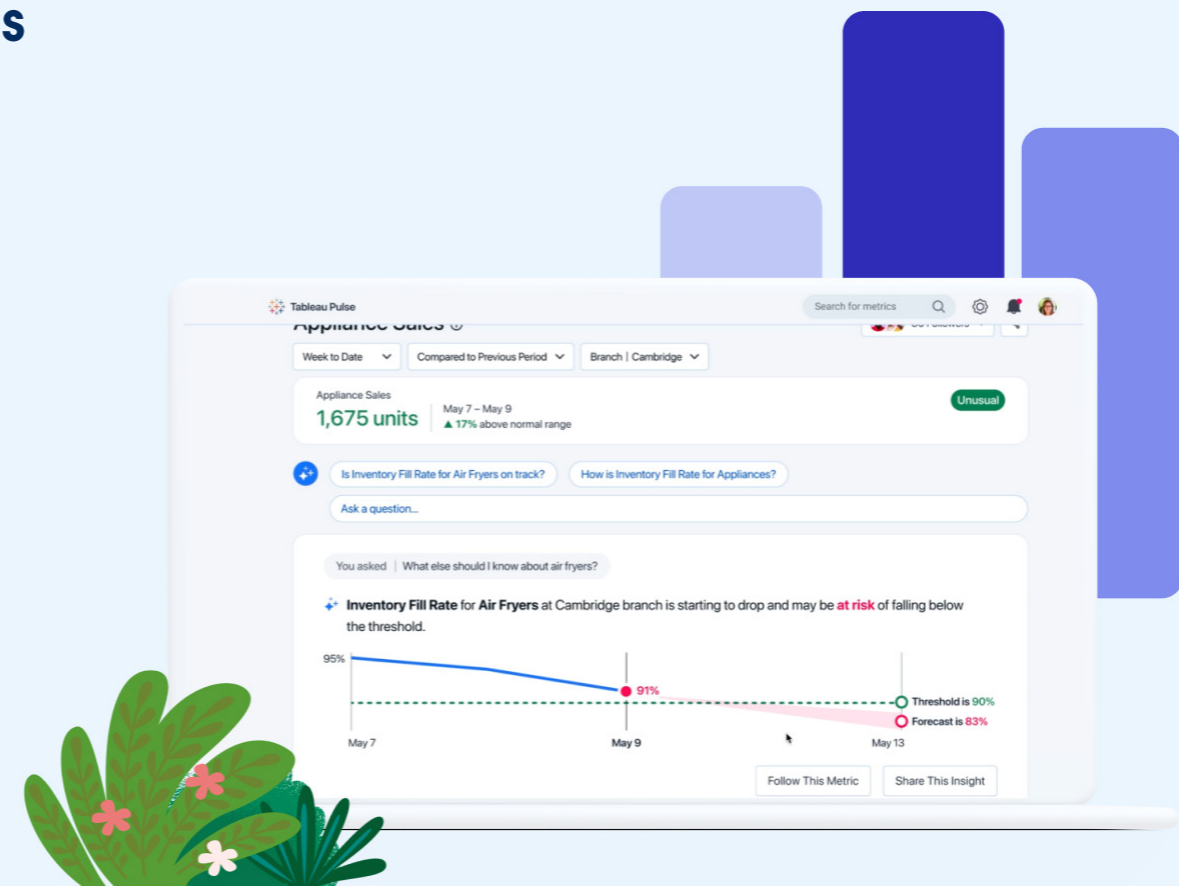 s
Tableau Pulse
Search for metrics
Appliance Sales
Week to Date
Compared to Previous Period
Branch | Cambridge
Appliance Sales
1,675 units
May 7 – May 9
▲ 17% above normal range
Unusual
Is Inventory Fill Rate for Air Fryers on track?
How is Inventory Fill Rate for Appliances?
Ask a question...
You asked | What else should I know about air fryers?
Inventory Fill Rate for Air Fryers at Cambridge branch is starting to drop and may be at risk of falling below
the threshold.
95%
91%
Threshold is 90%
Forecast is 83%
May 7
May 9
May 13
Follow This Metric
Share This Insight